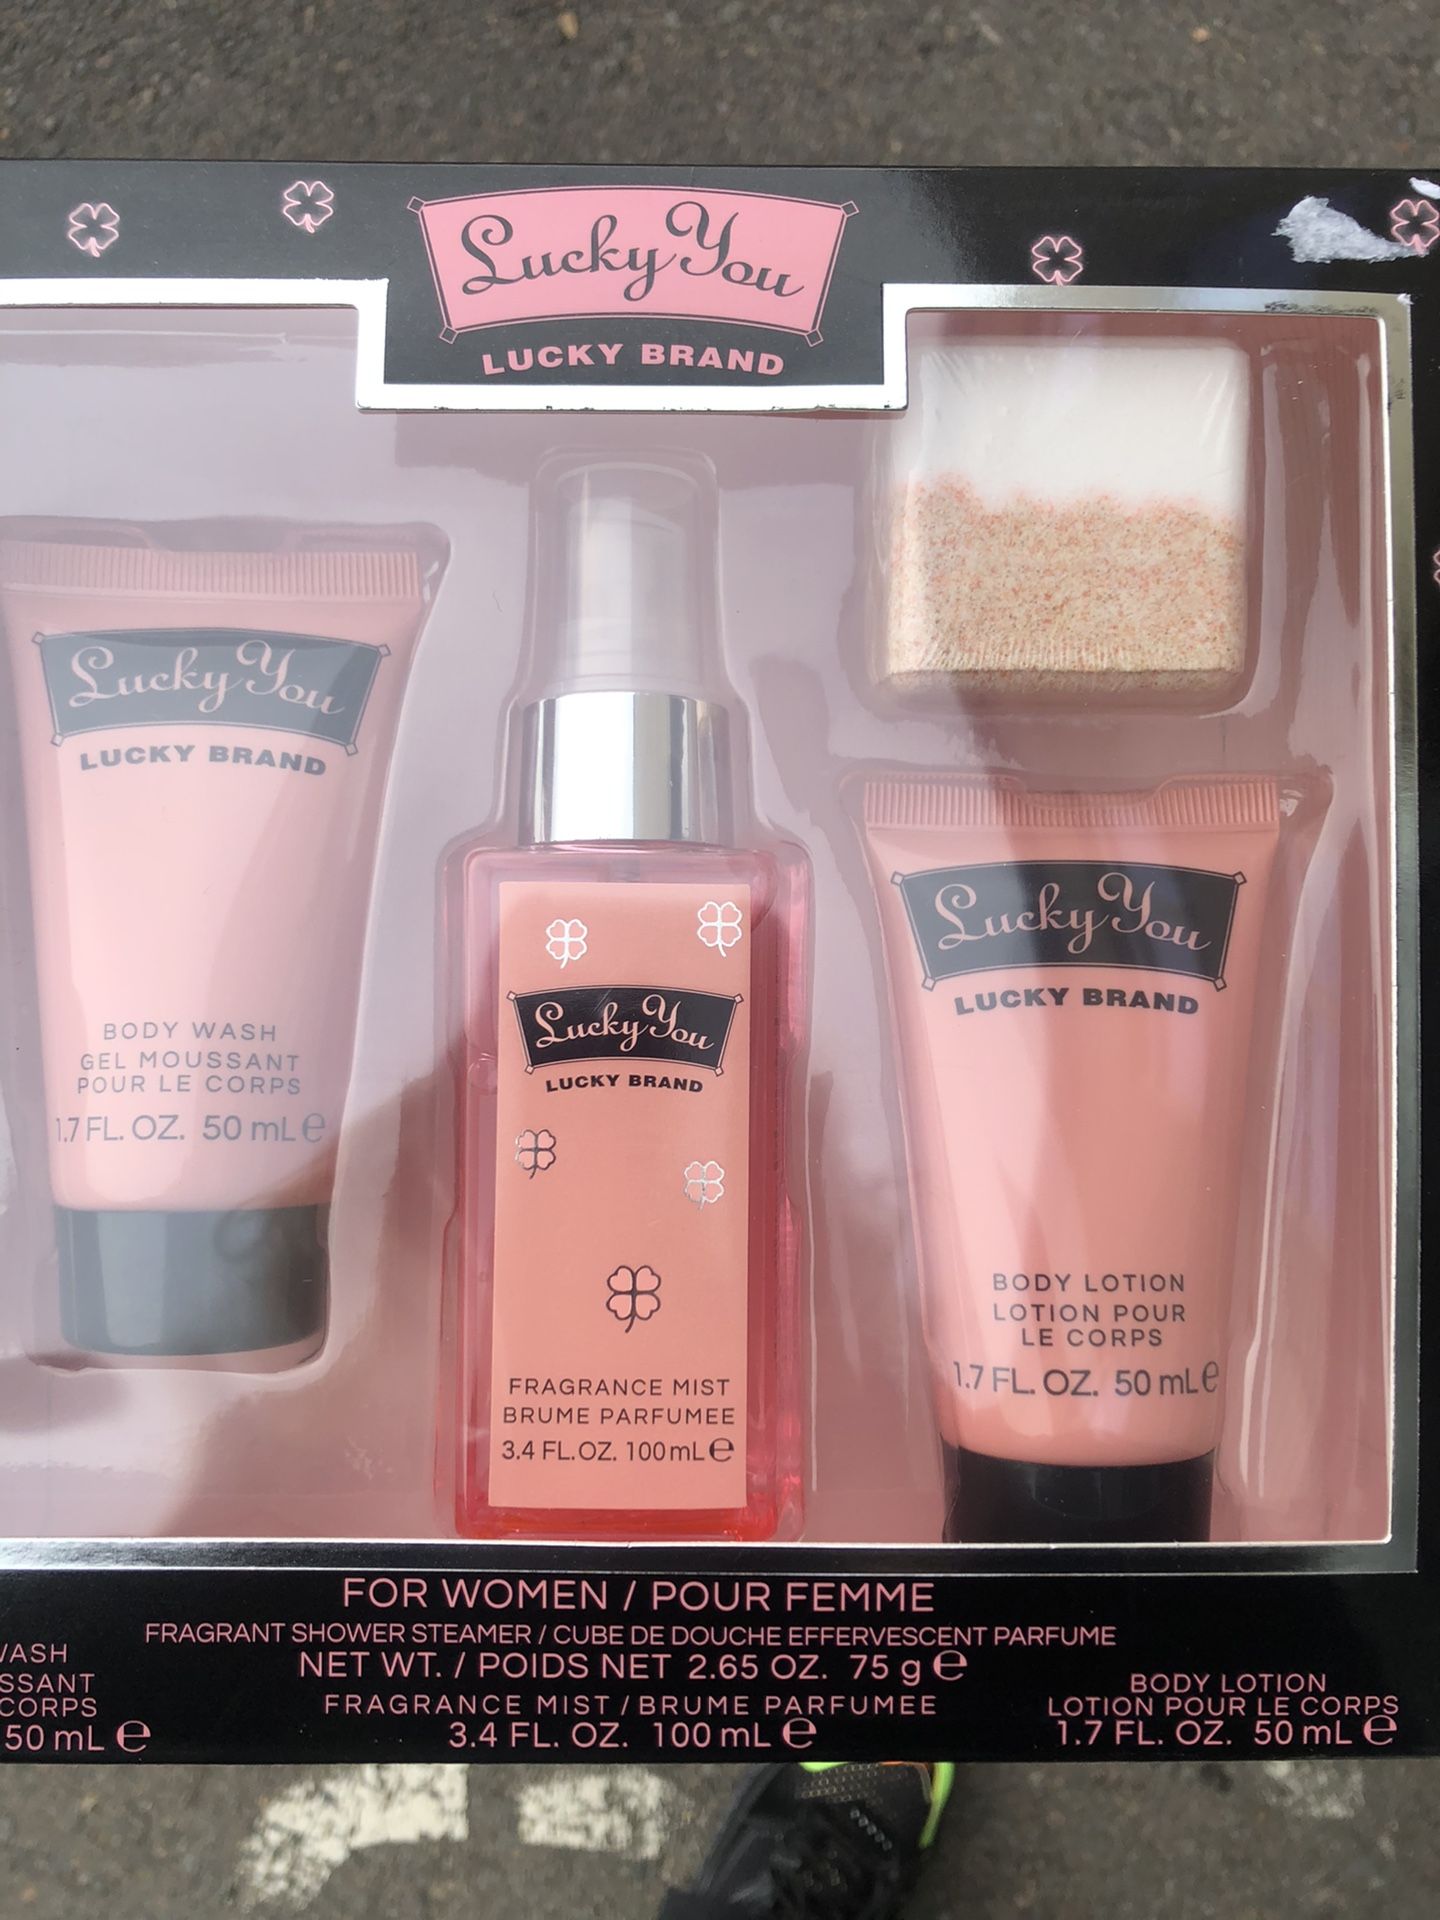 Lucky You
LUCKY BRAND
Lucky You
LUCKY BRAND
BODY WASH
GEL MOUSSANT
POUR LE CORPS
1.7 FL. OZ. 50 mL e
Lucky You
LUCKY BRAND
FRAGRANCE MIST
BRUME PARFUMEE
3.4 FL.OZ. 100 mL e
Lucky You
LUCKY BRAND
BODY LOTION
LOTION POUR
LE CORPS
1.7 FL. OZ. 50 mL e
FOR WOMEN / POUR FEMME
FRAGRANT SHOWER STEAMER / CUBE DE DOUCHE EFFERVESCENT PARFUME
NET WT. / POIDS NET 2.65 OZ. 75 g e
FRAGRANCE MIST / BRUME PARFUMEE
3.4 FL. OZ. 100 mL e
CORPS
50 mL e
BODY LOTION
LOTION POUR LE CORPS
1.7 FL. OZ. 50 mL e